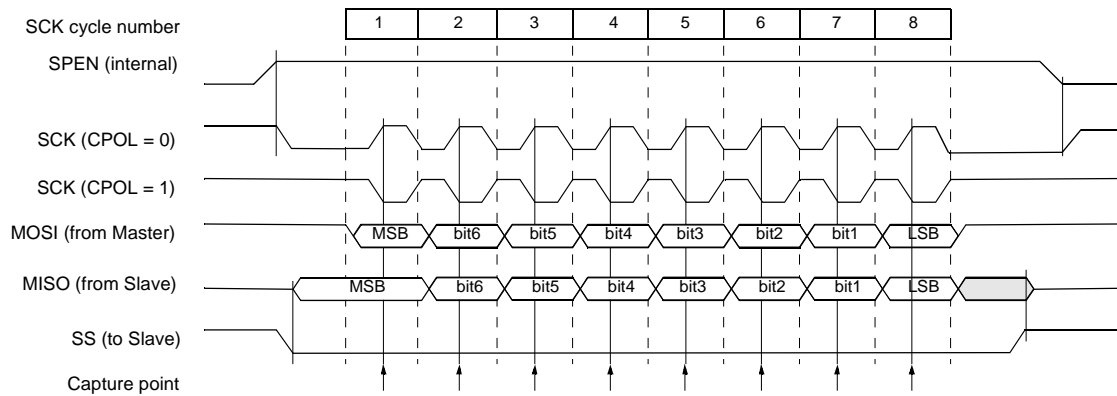 SCK cycle number 1 2 3 4 5 6 7 8
SPEN (internal)
SCK (CPOL = 0)
SCK (CPOL = 1)
MOSI (from Master) MSB bit6 bit5 bit4 bit3 bit2 bit1 LSB
MISO (from Slave) MSB bit6 bit5 bit4 bit3 bit2 bit1 LSB
SS (to Slave)
Capture point